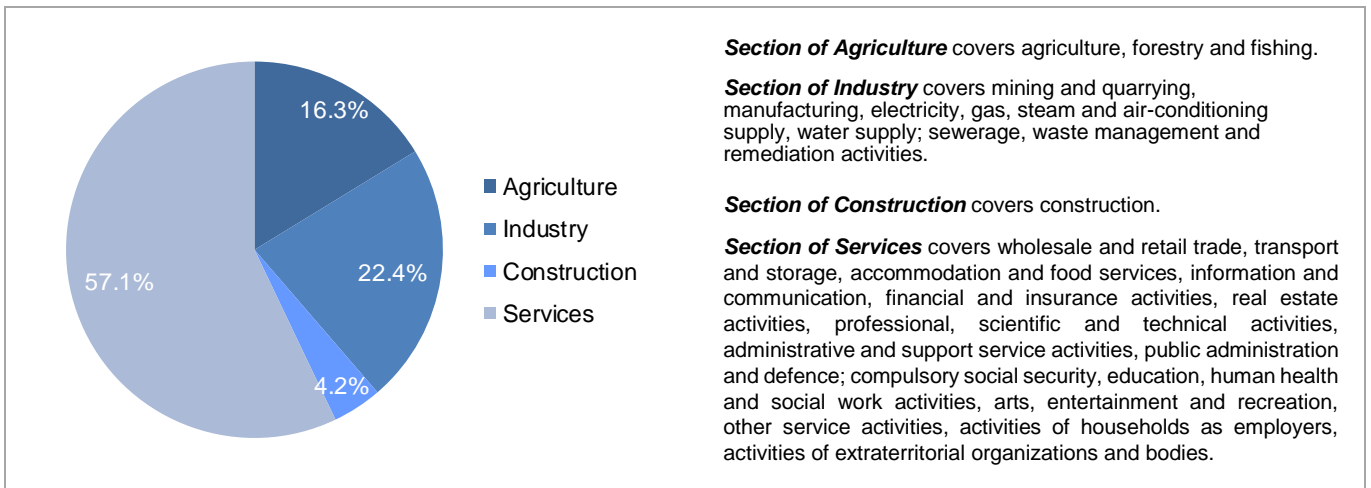 16.3%
22.4%
4.2%
57.1%
Agriculture
Industry
Construction
Services
Section of Agriculture covers agriculture, forestry and fishing.
Section of Industry covers mining and quarrying,
manufacturing, electricity, gas, steam and air-conditioning
supply, water supply; sewerage, waste management and
remediation activities.
Section of Construction covers construction.
Section of Services covers wholesale and retail trade, transport
and storage, accommodation and food services, information and
communication, financial and insurance activities, real estate
activities, professional, scientific and technical activities,
administrative and support service activities, public administration
and defence; compulsory social security, education, human health
and social work activities, arts, entertainment and recreation,
other service activities, activities of households as employers,
activities of extraterritorial organizations and bodies.